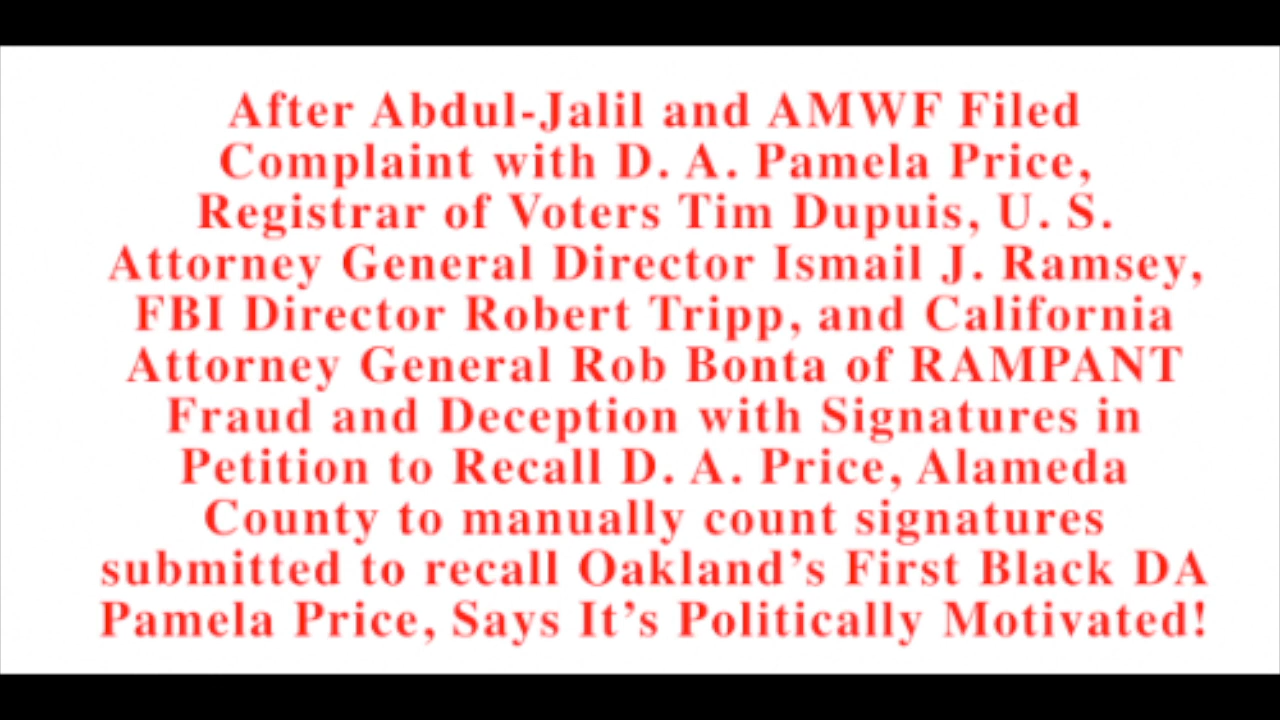 After Abdul-Jalil and AMWF Filed
Complaint with D. A. Pamela Price,
Registrar of Voters Tim Dupuis, U. S.
Attorney General Director Ismail J. Ramsey,
FBI Director Robert Tripp, and California
Attorney General Rob Bonta of RAMPANT
Fraud and Deception with Signatures in
Petition to Recall D. A. Price, Alameda
County to manually count signatures
submitted to recall Oakland’s First Black DA
Pamela Price, Says It’s Politically Motivated!